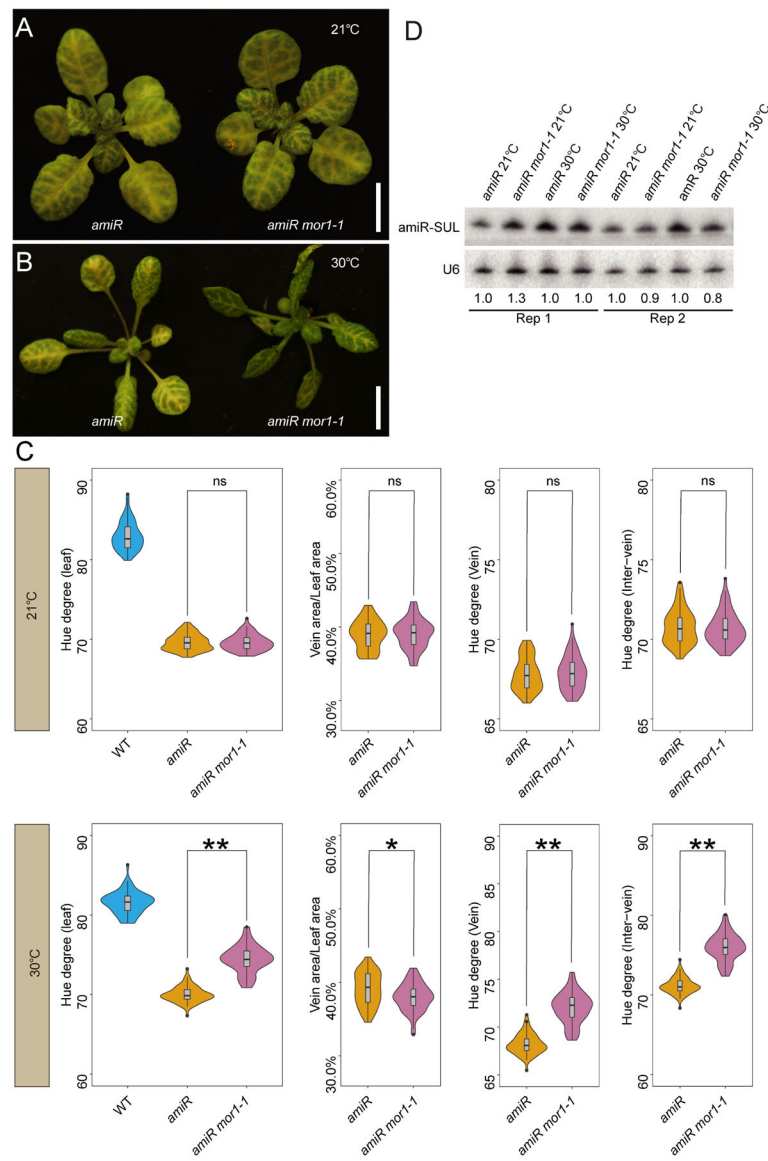 A
21℃
amiR
amiR mor1-1
B
30℃
amiR
amiR mor1-1
D
amiR 21℃
amiR mor1-1 21℃
amiR 30℃
amiR mor1-1 30℃
amiR 21℃
amiR mor1-1 21℃
amR 30℃
amiR mor1-1 30℃
amiR-SUL
U6
1.0 1.3 1.0 1.0 1.0 0.9 1.0 0.8
Rep 1 Rep 2
C
21℃
Hue degree (leaf)
90
80
70
60
ns
WT
amiR
amiR mor1-1
Vein area/Leaf area
60.0%
50.0%
40.0%
30.0%
ns
amiR
amiR mor1-1
Hue degree (Vein)
80
75
70
65
ns
amiR
amiR mor1-1
Hue degree (Inter-vein)
80
75
70
65
ns
amiR
amiR mor1-1
30℃
Hue degree (leaf)
90
80
70
60
**
WT
amiR
amiR mor1-1
Vein area/Leaf area
60.0%
50.0%
40.0%
30.0%
*
amiR
amiR mor1-1
Hue degree (Vein)
90
85
80
75
70
65
**
amiR
amiR mor1-1
Hue degree (Inter-vein)
90
80
70
60
**
amiR
amiR mor1-1